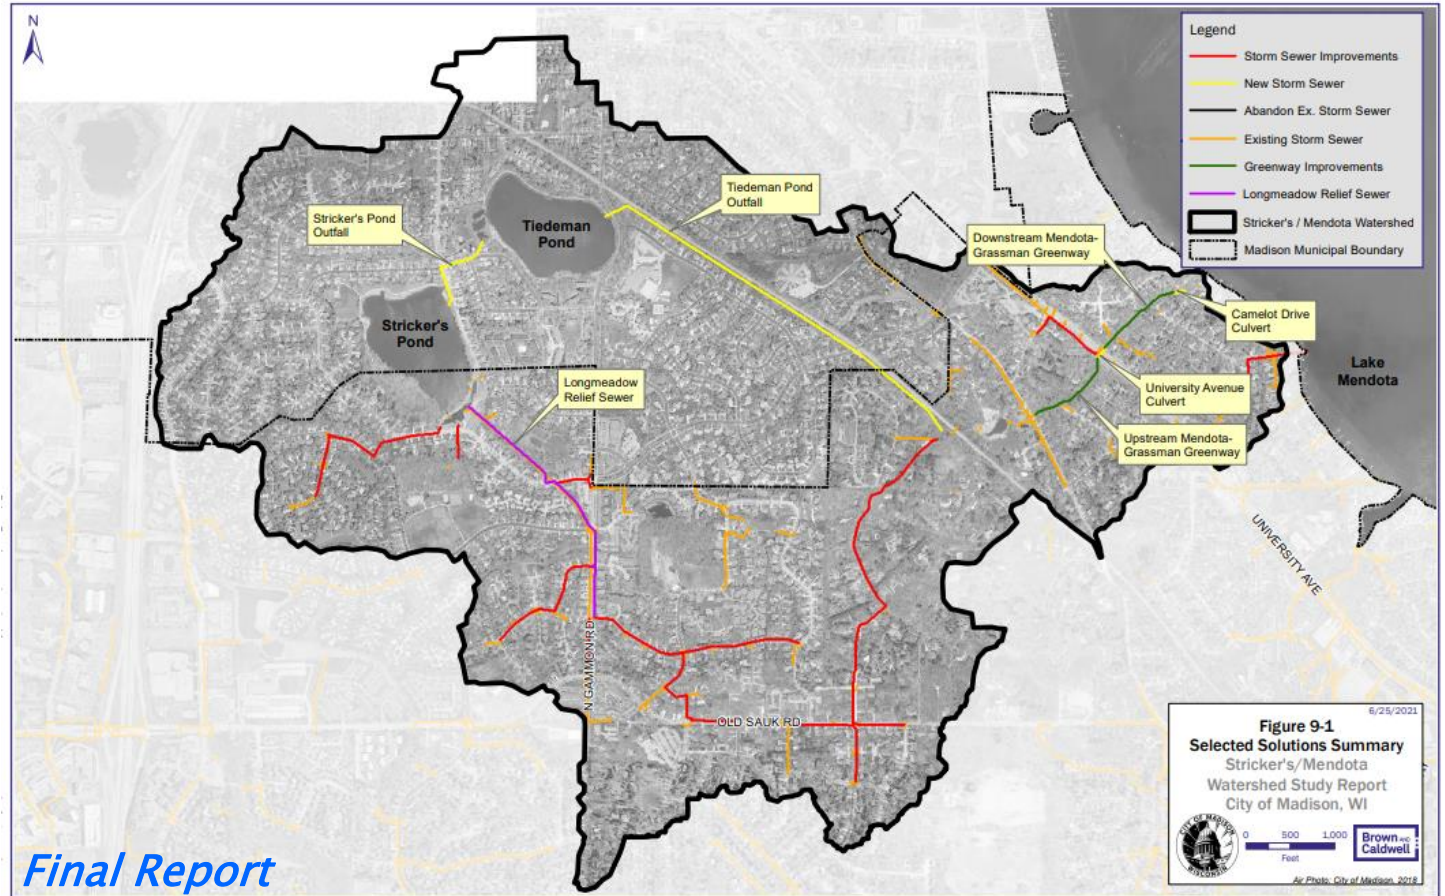 N
Legend
Storm Sewer Improvements
New Storm Sewer
Abandon Ex. Storm Sewer
Existing Storm Sewer
Greenway Improvements
Longmeadow Relief Sewer
Stricker's / Mendota Watershed
Madison Municipal Boundary
Tiedeman Pond
Outfall
Stricker's Pond
Outfall
Tiedeman
Pond
Downstream Mendota-
Grassman Greenway
Camelot Drive
Culvert
Stricker's
Pond
Lake
Mendota
Longmeadow
Relief Sewer
University Avenue
Culvert
Upstream Mendota-
Grassman Greenway
UNIVERSITY AVE
N GAMMON RD
OLD SAUK RD
6/25/2021
Figure 9-1
Selected Solutions Summary
Stricker's/Mendota
Watershed Study Report
City of Madison, WI
CITY OF MADISON
WISCONSIN
0 500 1,000
Feet
Brown AND
Caldwell
Air Photo: City of Madison, 2018
Final Report